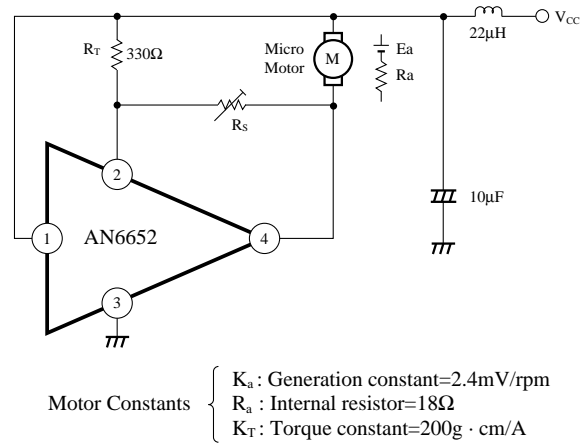 V_CC
22μH
R_T
330Ω
Micro
Motor
M
Ea
Ra
R_S
2
10μF
1
AN6652
4
3
Motor Constants
K_a : Generation constant=2.4mV/rpm
R_a : Internal resistor=18Ω
K_T : Torque constant=200g · cm/A